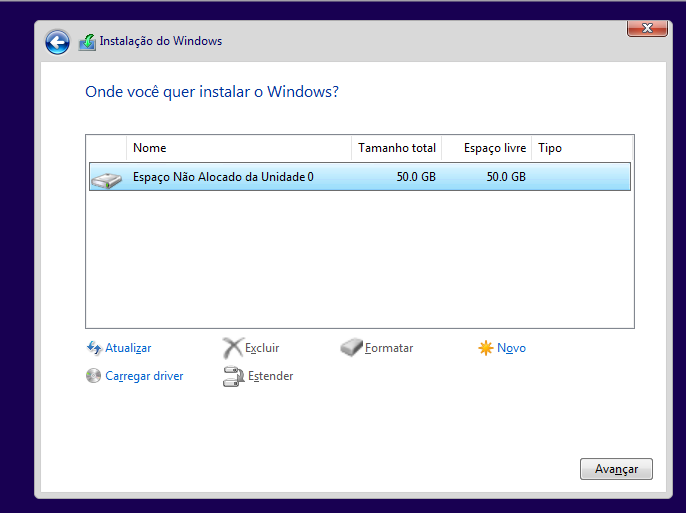 Instalação do Windows
Onde você quer instalar o Windows?
Nome Tamanho total Espaço livre Tipo
Espaço Não Alocado da Unidade 0 50.0 GB 50.0 GB
Atualizar Excluir Formatar Novo
Carregar driver Estender
Avançar